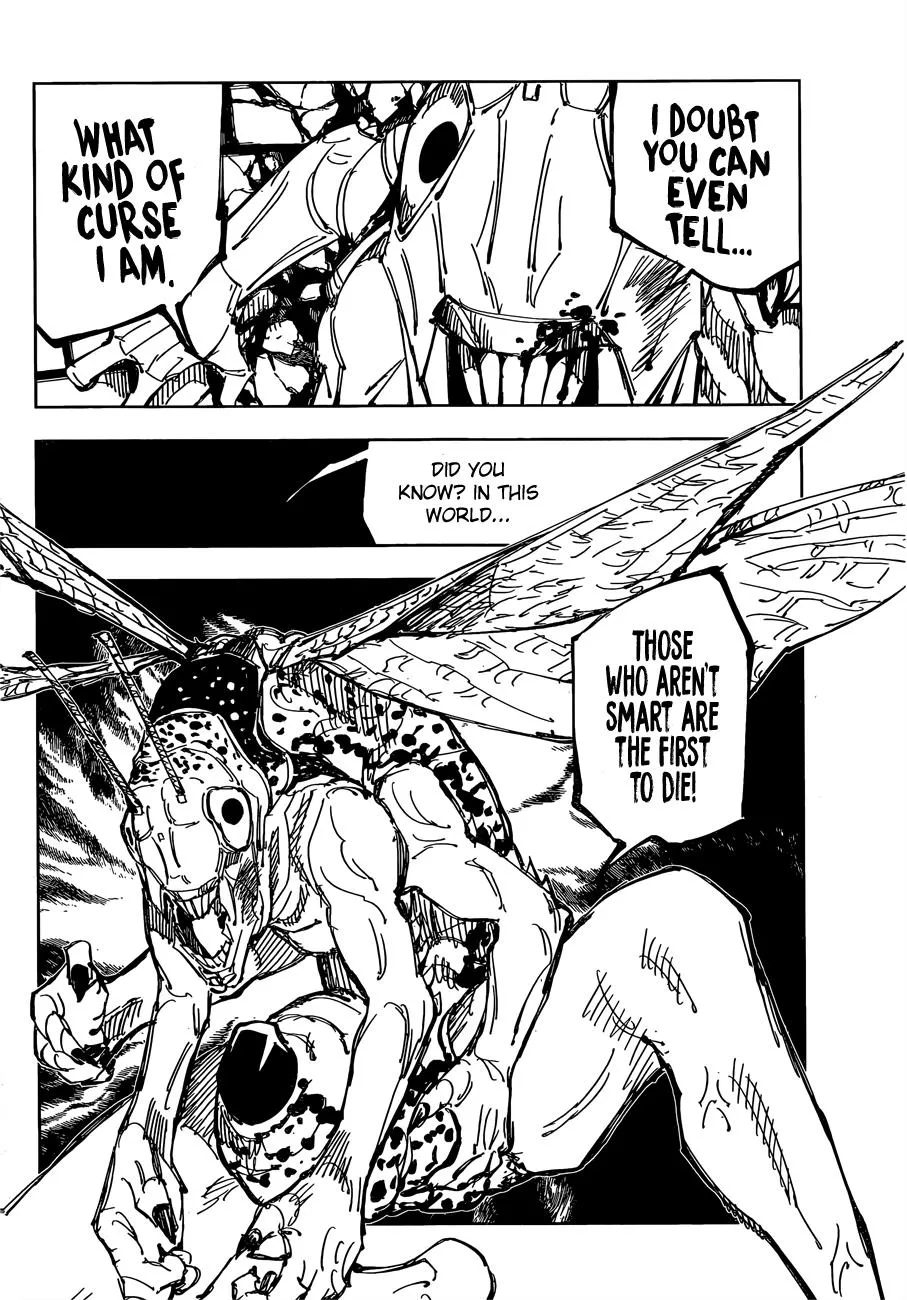 I DOUBT
YOU CAN
EVEN
TELL...
WHAT
KIND OF
CURSE
I AM.
DID YOU
KNOW? IN THIS
WORLD...
THOSE
WHO AREN'T
SMART ARE
THE FIRST
TO DIE!